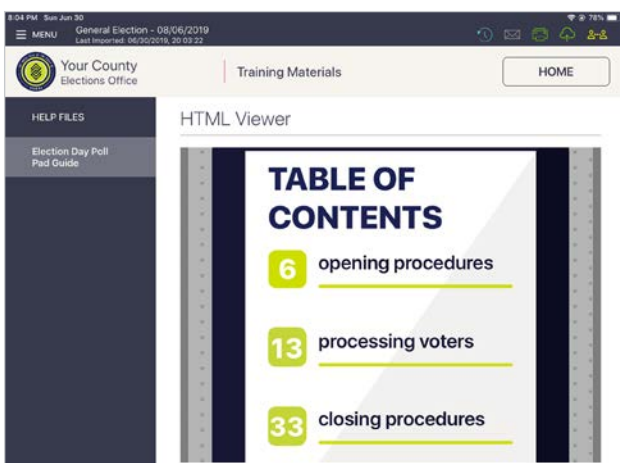 8:04 PM Sun Jun 30
78%
MENU
General Election - 08/06/2019
Last Imported: 06/30/2019, 20:03:22
Your County
Elections Office
Training Materials
HOME
HELP FILES
HTML Viewer
Election Day Poll
Pad Guide
TABLE OF
CONTENTS
6 opening procedures
13 processing voters
33 closing procedures